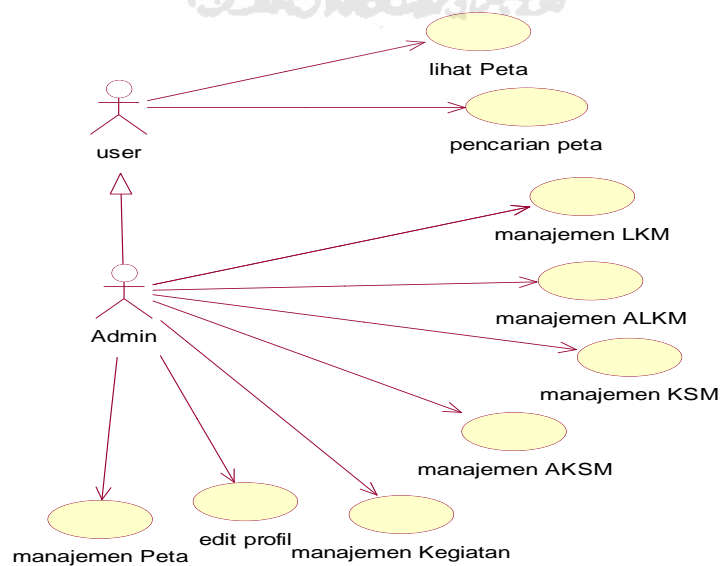 lihat Peta
pencarian peta
user
manajemen LKM
manajemen ALKM
Admin
manajemen KSM
manajemen AKSM
edit profil
manajemen Kegiatan
manajemen Peta